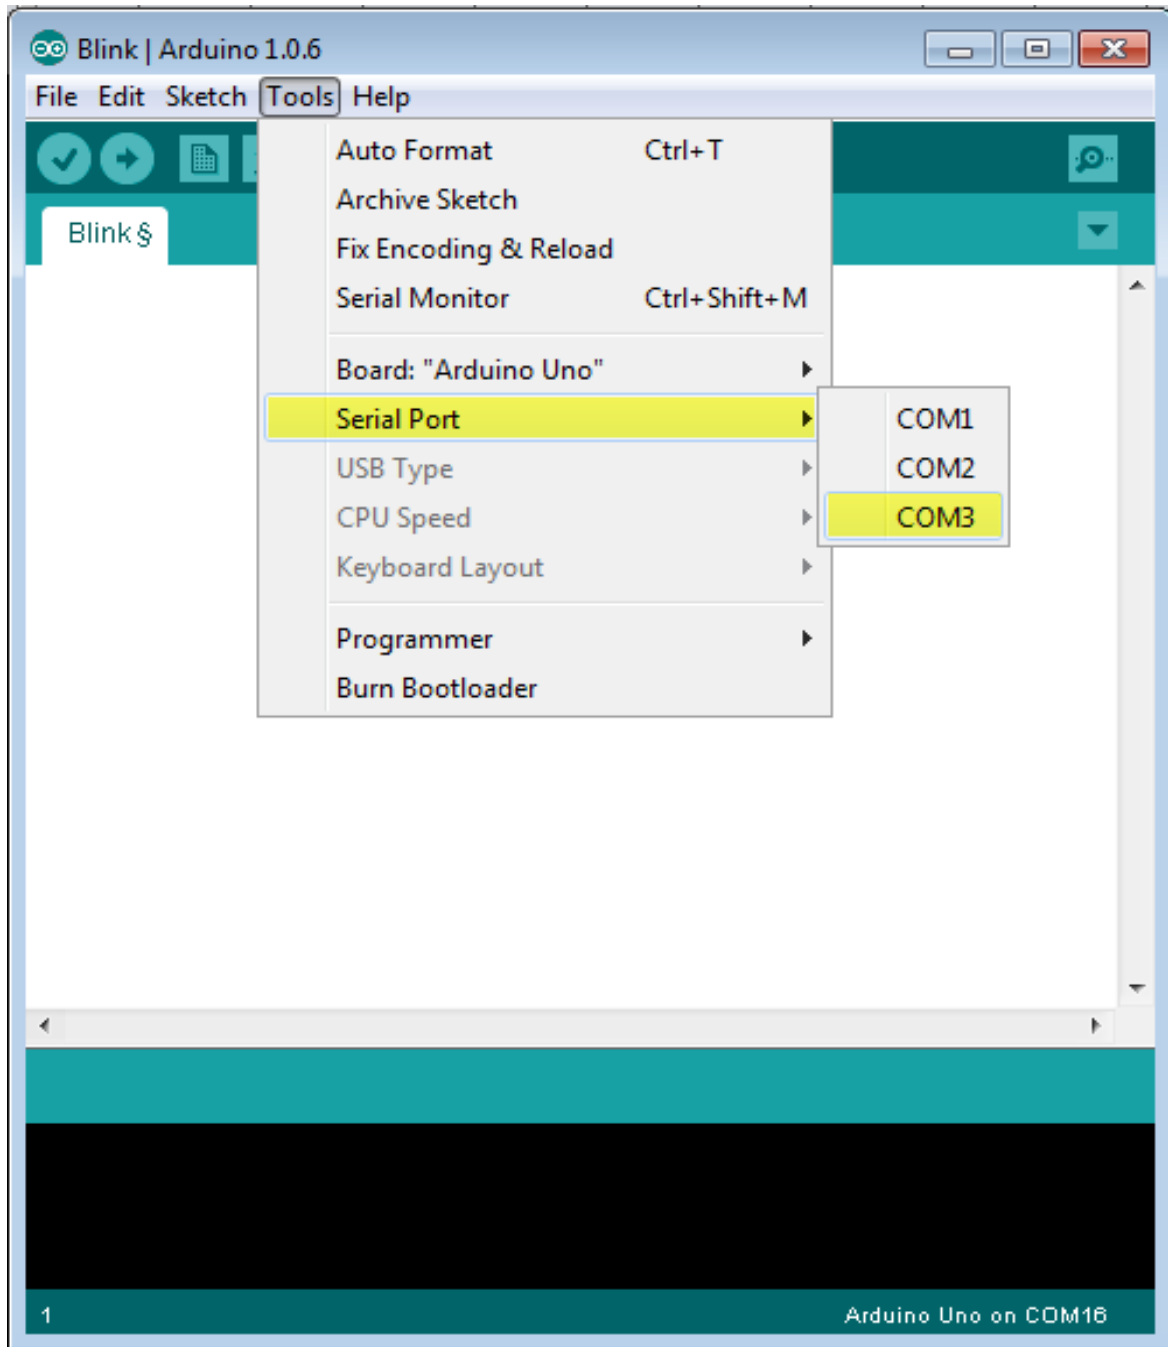 Blink | Arduino 1.0.6
File Edit Sketch Tools Help
Auto Format Ctrl+T
Archive Sketch
Blink §
Fix Encoding & Reload
Serial Monitor Ctrl+Shift+M
Board: "Arduino Uno"
Serial Port
COM1
USB Type
COM2
CPU Speed
COM3
Keyboard Layout
Programmer
Burn Bootloader
1 Arduino Uno on COM16